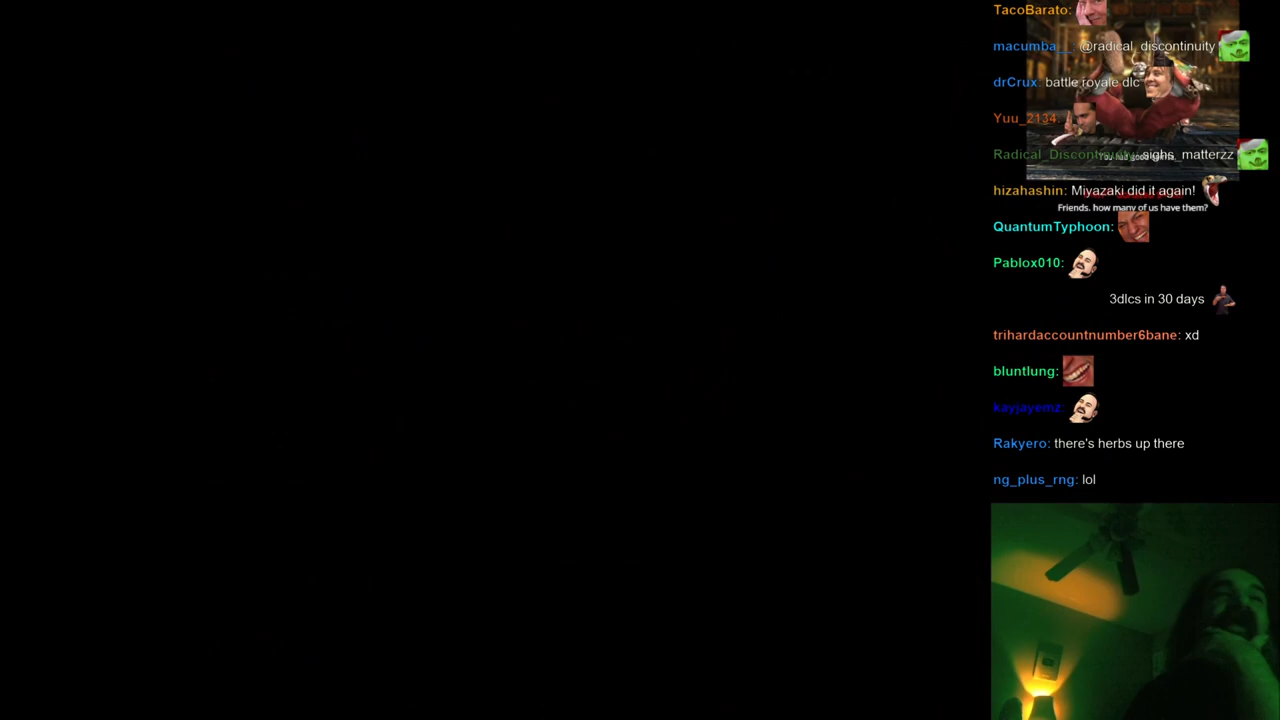 TacoBarato:
macumba__: @radical_discontinuity
drCrux: battle royale dlc
Yuu_2134:
Radical_Discontinuity: sighs_matterzz
hizahashin: Miyazaki did it again!
Friends. how many of us have them?
QuantumTyphoon:
Pablox010:
3dlcs in 30 days
trihardaccountnumber6bane: xd
bluntlung:
kayjayemz:
Rakyero: there's herbs up there
ng_plus_rng: lol